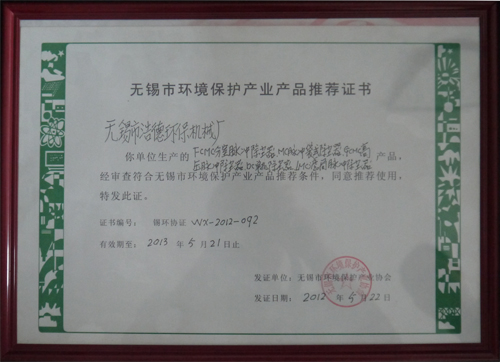 无锡市环境保护产业产品推荐证书
无锡市洁德环保机械厂
你单位生产的 脉冲除尘器, 产品,
经审查符合无锡市环境保护产业产品推荐条件，同意推荐使用，
特发此证。
证书编号： 锡环协证 WX-2012-092
有效期至： 2013 年 5 月 21 日止
发证单位：无锡市环境保护产业协会
发证日期： 2012 年 5 月 22 日